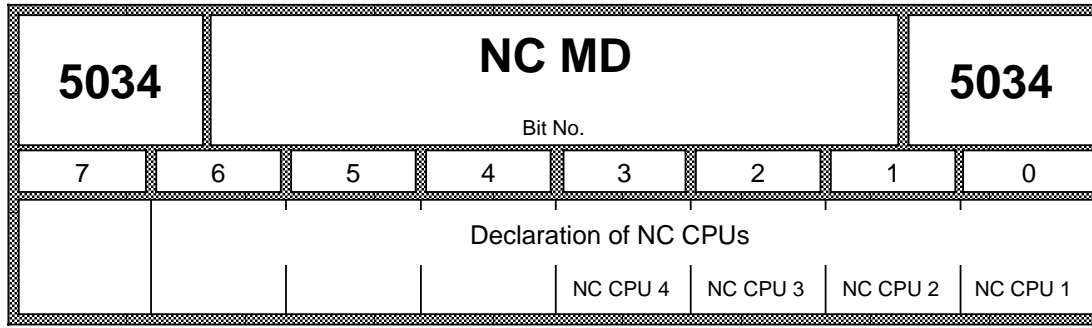 5034 NC MD 5034
Bit No.
7 6 5 4 3 2 1 0
Declaration of NC CPUs
NC CPU 4 NC CPU 3 NC CPU 2 NC CPU 1